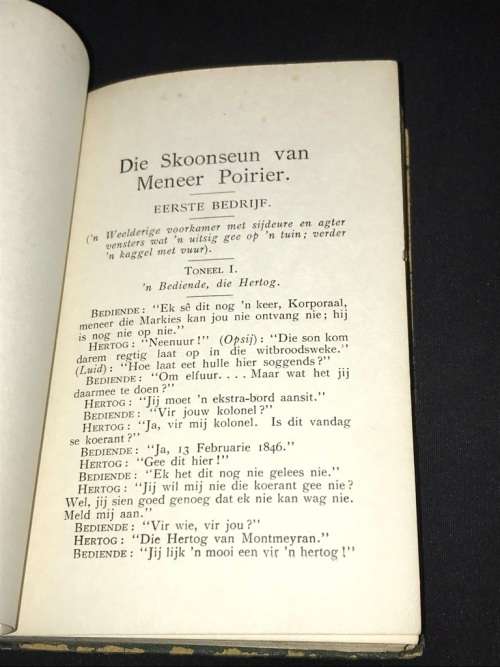 Die Skoonseun van
Meneer Poirier.
EERSTE BEDRIJF.
('n Weelderige voorkamer met sijdeure en agter
vensters wat 'n uitsig gee op 'n tuin; verder
'n kaggel met vuur).
TONEEL I.
'n Bediende, die Hertog.
BEDIENDE: "Ek sê dit nog 'n keer, Korporaal,
meneer die Markies kan jou nie ontvang nie; hij
is nog nie op nie."
HERTOG: "Neenuur!" (Opsij): "Die son kom
darem regtig laat op in die witbroodsweke."
(Luid): "Hoe laat eet hulle hier soggends?"
BEDIENDE: "Om elfuur.... Maar wat het jij
daarmee te doen?"
HERTOG: "Jij moet 'n ekstra-bord aansit."
BEDIENDE: "Vir jouw kolonel?"
HERTOG: "Ja, vir mij kolonel. Is dit vandag
se koerant?"
BEDIENDE: "Ja, 13 Februarie 1846."
HERTOG: "Gee dit hier!"
BEDIENDE: "Ek het dit nog nie gelees nie."
HERTOG: "Jij wil mij nie die koerant gee nie?
Wel, jij sien goed genoeg dat ek nie kan wag nie.
Meld mij aan."
BEDIENDE: "Vir wie, vir jou?"
HERTOG: "Die Hertog van Montmeyran."
BEDIENDE: "Jij lijk 'n mooi een vir 'n hertog!"